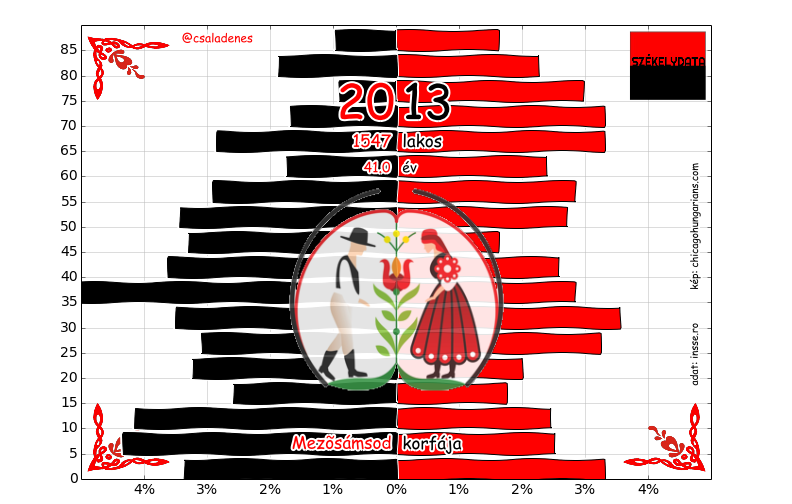 @csaladenes
SZÉKELYDATA
2013
1547 lakos
41,0 év
kép: chicagohungarians.com
adat: insse.ro
Mezősámsod korfája
85
80
75
70
65
60
55
50
45
40
35
30
25
20
15
10
5
0
4% 3% 2% 1% 0% 1% 2% 3% 4%